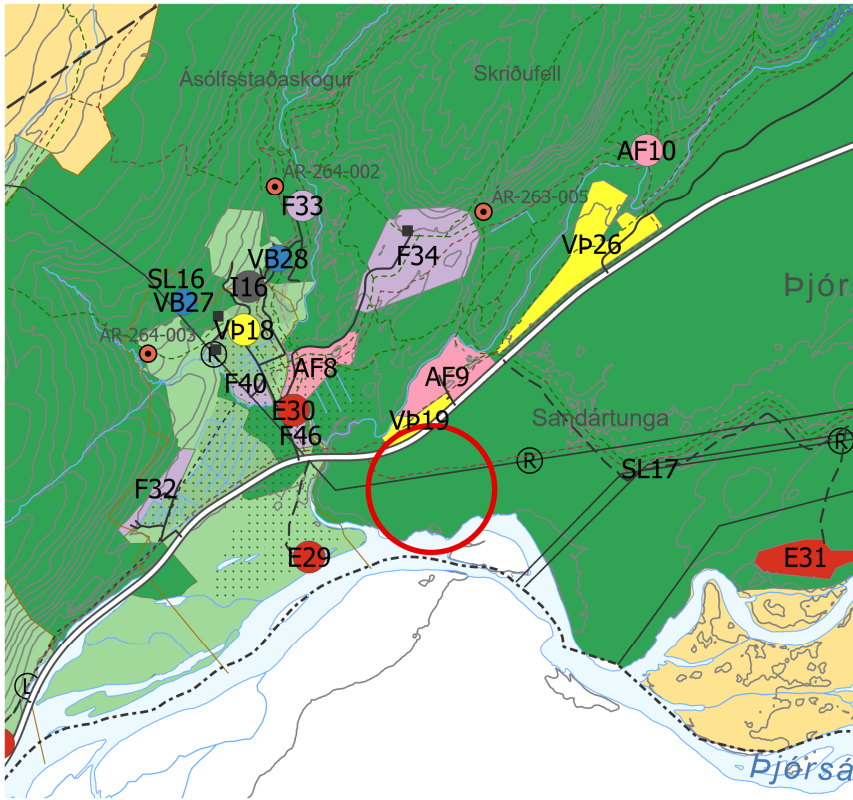 Ásólfsstaðaskógur
Skriðufell
AF10
ÁR-264-002
F33
ÁR-263-005
VÞ26
F34
VB28
SL16
I16
VB27
Þjór
VÞ18
ÁR-264-003
AF8
AF9
F40
E30
VÞ19
Sandártunga
F46
R
R
SL17
F32
E29
E31
L
Þjórsá